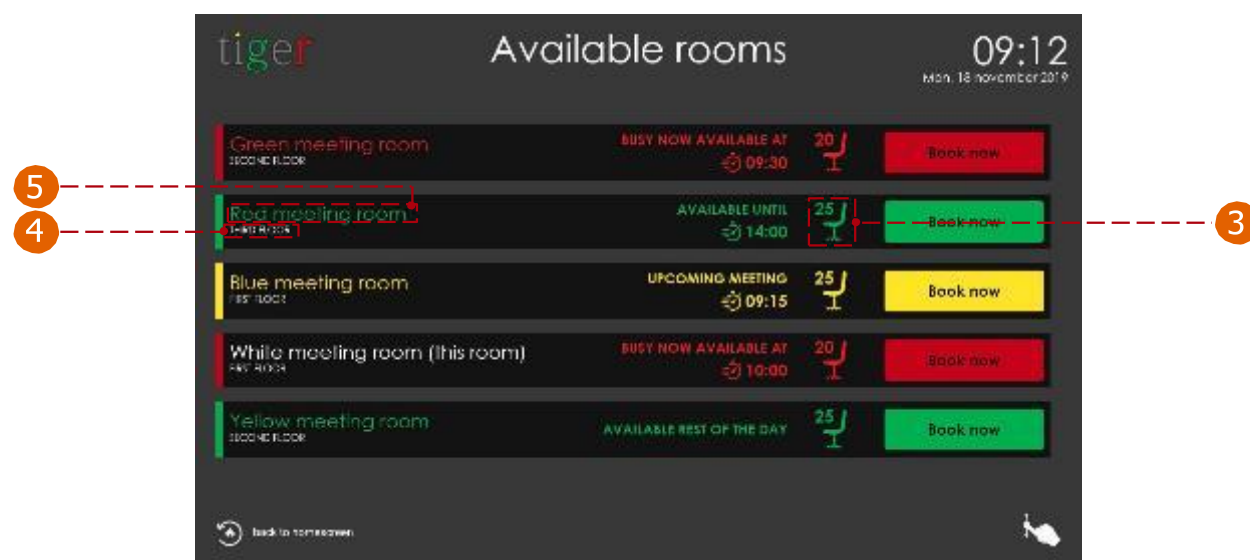 tiger
Available rooms
09:12
Mon, 18 november 2019
Green meeting room
SECOND FLOOR
BUSY NOW AVAILABLE AT
09:30
20
Book now
5
Red meeting room
4
THIRD FLOOR
AVAILABLE UNTIL
14:00
25
Book now
3
Blue meeting room
FIRST FLOOR
UPCOMING MEETING
09:15
25
Book now
White meeting room (this room)
FIRST FLOOR
BUSY NOW AVAILABLE AT
10:00
20
Book now
Yellow meeting room
SECOND FLOOR
AVAILABLE REST OF THE DAY
25
Book now
back to homescreen